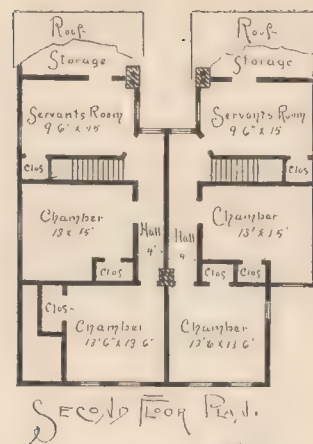 Roof
Roof
Storage
Storage
Servants Room
9'6" x 15'
Servants Room
9'6" x 15'
Clos
Clos
Chamber
13 x 15'
Hall
4'
Hall
4
Chamber
13' x 15'
Clos
Clos
Clos
Clos
Chamber
13'6" x 13'6"
Chamber
13'6 x 13'6"
SECOND FLOOR PLAN.